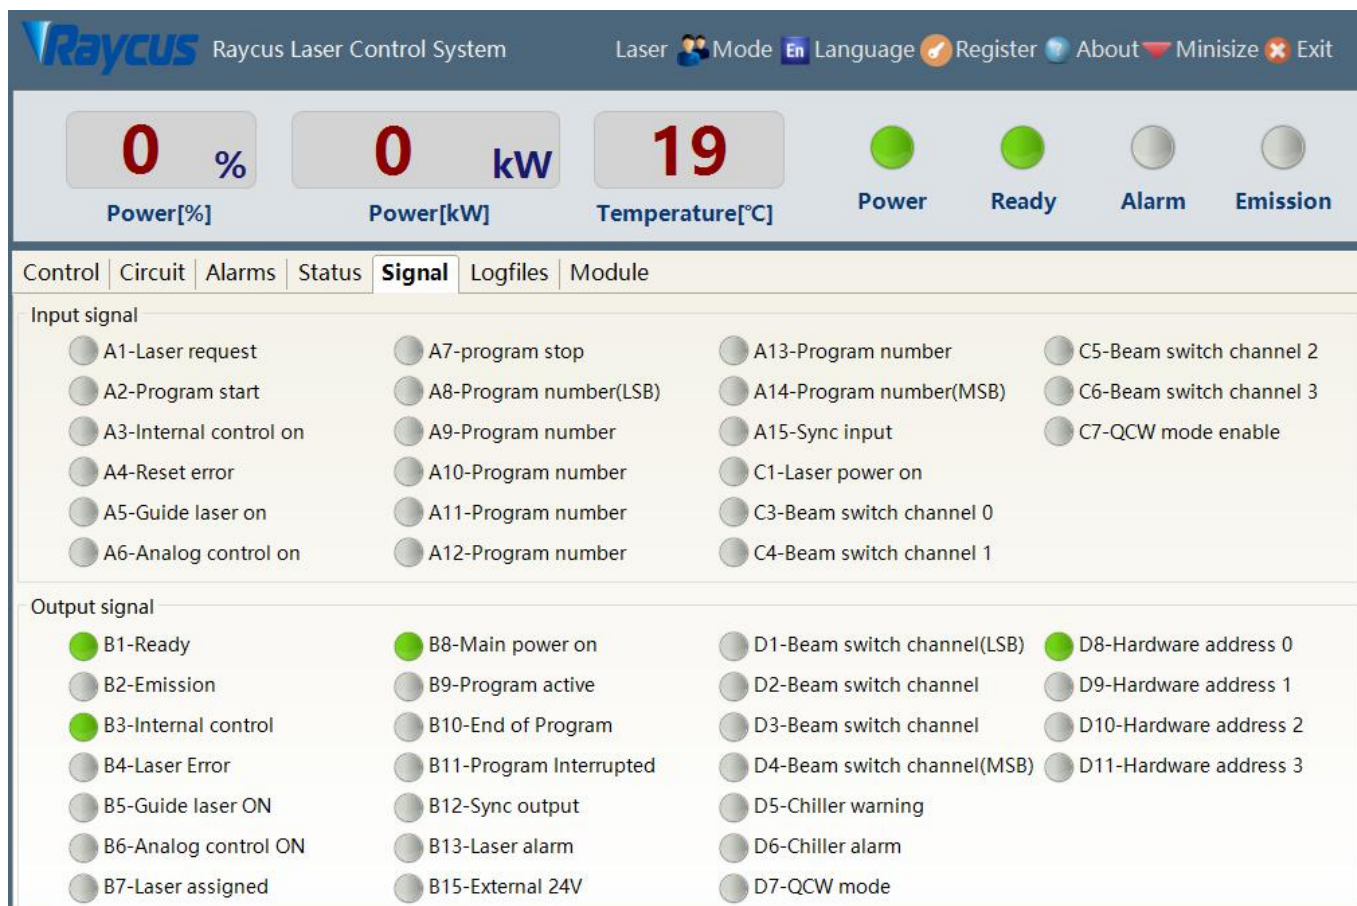 Raycus Raycus Laser Control System Laser Mode En Language Register ? About Minisize Exit
0 % 0 kW 19
Power[%] Power[kW] Temperature[℃] Power Ready Alarm Emission
Control Circuit Alarms Status Signal Logfiles Module
Input signal
A1-Laser request A7-program stop A13-Program number C5-Beam switch channel 2
A2-Program start A8-Program number(LSB) A14-Program number(MSB) C6-Beam switch channel 3
A3-Internal control on A9-Program number A15-Sync input C7-QCW mode enable
A4-Reset error A10-Program number C1-Laser power on
A5-Guide laser on A11-Program number C3-Beam switch channel 0
A6-Analog control on A12-Program number C4-Beam switch channel 1
Output signal
B1-Ready B8-Main power on D1-Beam switch channel(LSB) D8-Hardware address 0
B2-Emission B9-Program active D2-Beam switch channel D9-Hardware address 1
B3-Internal control B10-End of Program D3-Beam switch channel D10-Hardware address 2
B4-Laser Error B11-Program Interrupted D4-Beam switch channel(MSB) D11-Hardware address 3
B5-Guide laser ON B12-Sync output D5-Chiller warning
B6-Analog control ON B13-Laser alarm D6-Chiller alarm
B7-Laser assigned B15-External 24V D7-QCW mode